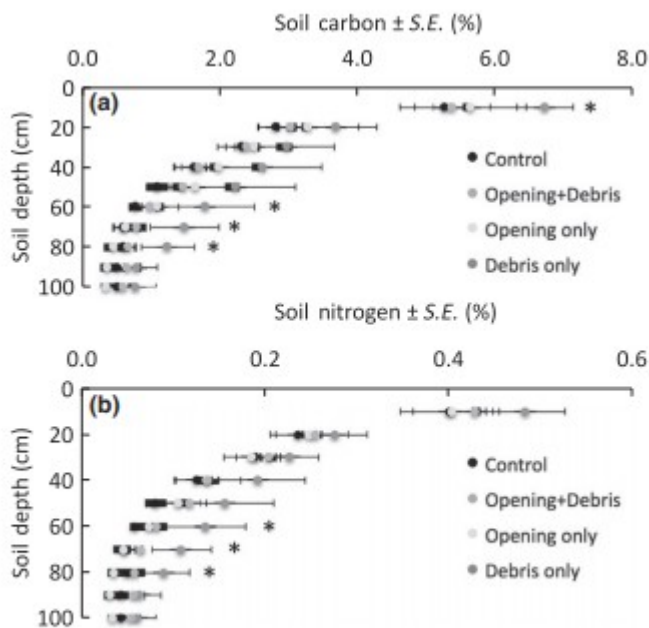 Soil carbon ± S.E. (%)
0.0 2.0 4.0 6.0 8.0
0
(a)
20
40
60
80
100
Soil depth (cm)
*
Control
Opening+Debris
*
Opening only
*
*
Debris only
Soil nitrogen ± S.E. (%)
0.0 0.2 0.4 0.6
0
(b)
20
40
60
80
100
Soil depth (cm)
Control
Opening+Debris
*
Opening only
*
*
Debris only